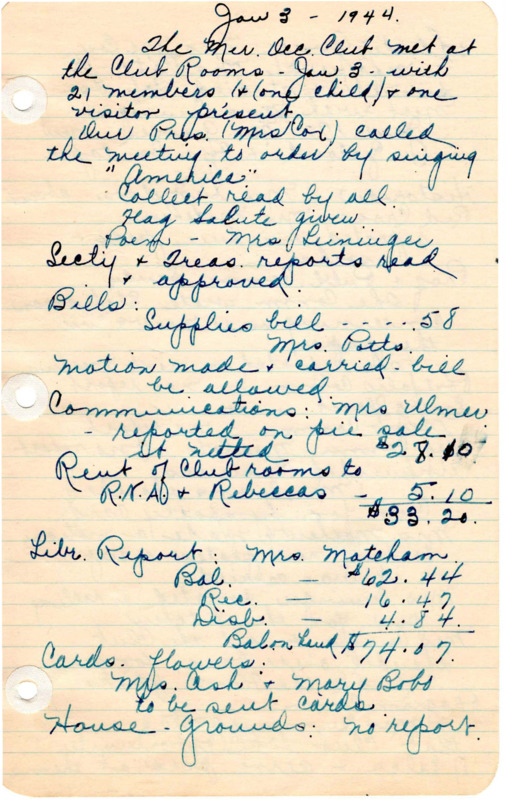 Jan 3 - 1944.
The Mer. Occ. Club met at
the Club Rooms - Jan 3 - with
21 members (& (one child) & one
visitor present.
Our Pres. (Mrs Cox) called
the meeting to order by singing
"America"
Collect read by all.
Flag Salute given
Poem - Mrs Leininger
Secty & Treas. reports read
& approved.
Bills:
Supplies bill - - - - . . 58
Mrs. Potts.
Motion made & carried - bill
be allowed.
Communications: Mrs Ulmer
- reported on pie sale
It netted $28.10
Rent of Club rooms to
R.N.A. & Rebeccas - 5.10
$33.20.
Libr. Report: Mrs. Matcham
Bal. - $62.44
Rec. - 16.47
Disb. - 4.84.
Bal on hand $74.07.
Cards. flowers:
Mrs. Ash & Mary Bobo
to be sent cards
House - Grounds: no report.